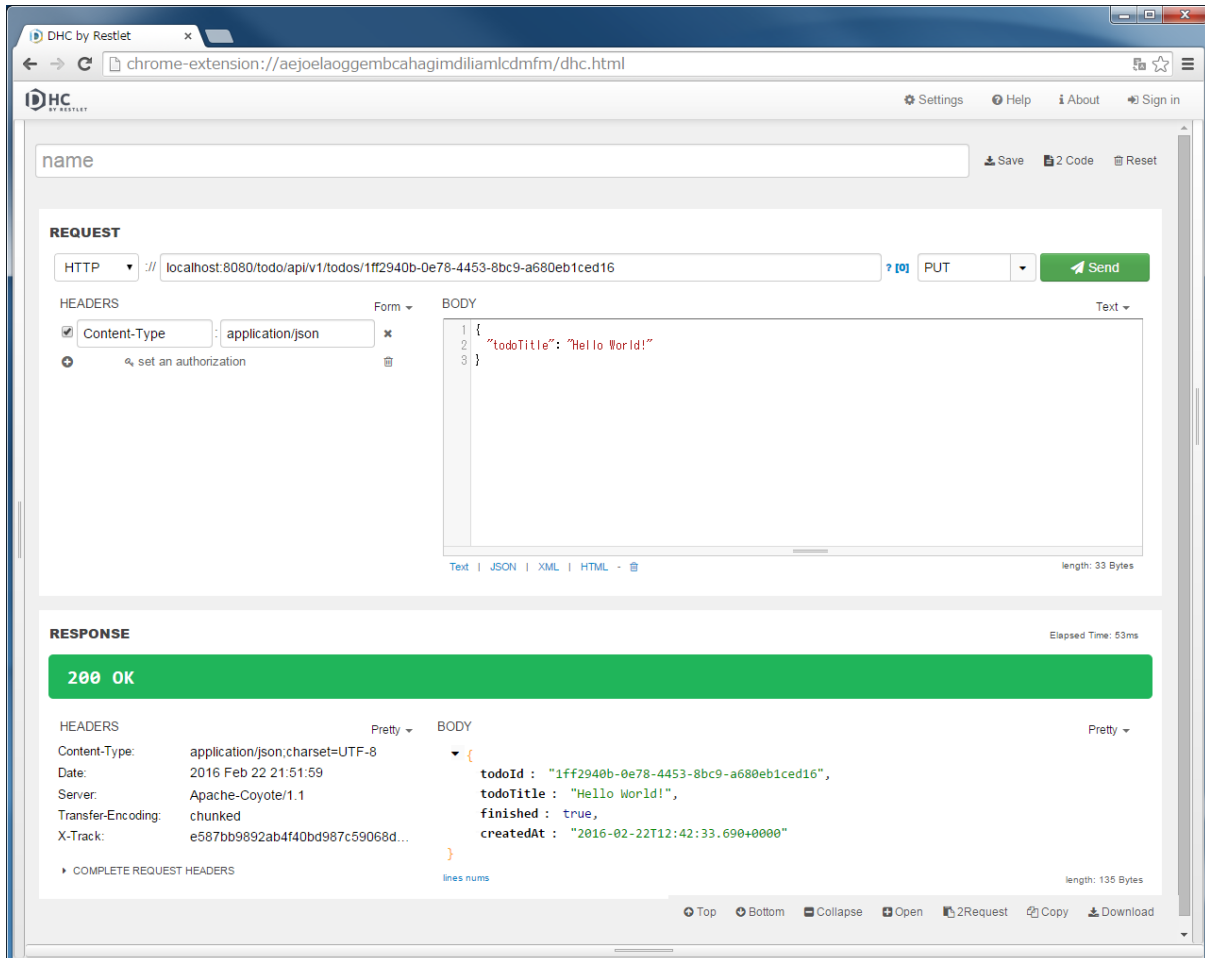 DHC by Restlet
chrome-extension://aejoelaoggembcahagimdiliamlcdmfm/dhc.html
DHC BY RESTLET Settings Help About Sign in
name Save 2 Code Reset
REQUEST
HTTP :// localhost:8080/todo/api/v1/todos/1ff2940b-0e78-4453-8bc9-a680eb1ced16 ? [0] PUT Send
HEADERS Form BODY Text
Content-Type : application/json
set an authorization
1 {
2 "todoTitle": "Hello World!"
3 }
Text | JSON | XML | HTML - length: 33 Bytes
RESPONSE Elapsed Time: 53ms
200 OK
HEADERS Pretty BODY Pretty
Content-Type: application/json;charset=UTF-8
Date: 2016 Feb 22 21:51:59
Server: Apache-Coyote/1.1
Transfer-Encoding: chunked
X-Track: e587bb9892ab4f40bd987c59068d...
COMPLETE REQUEST HEADERS
{
todoId : "1ff2940b-0e78-4453-8bc9-a680eb1ced16",
todoTitle : "Hello World!",
finished : true,
createdAt : "2016-02-22T12:42:33.690+0000"
}
lines nums length: 135 Bytes
Top Bottom Collapse Open 2Request Copy Download